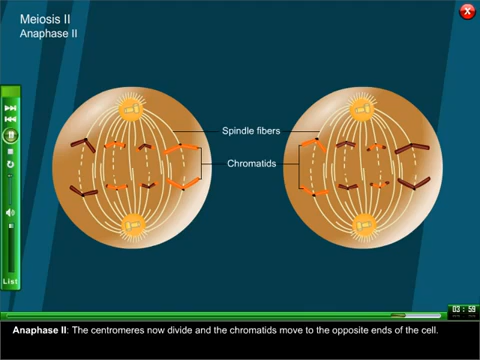 Meiosis II
Anaphase II
Spindle fibers
Chromatids
List
03 : 59
Anaphase II: The centromeres now divide and the chromatids move to the opposite ends of the cell.